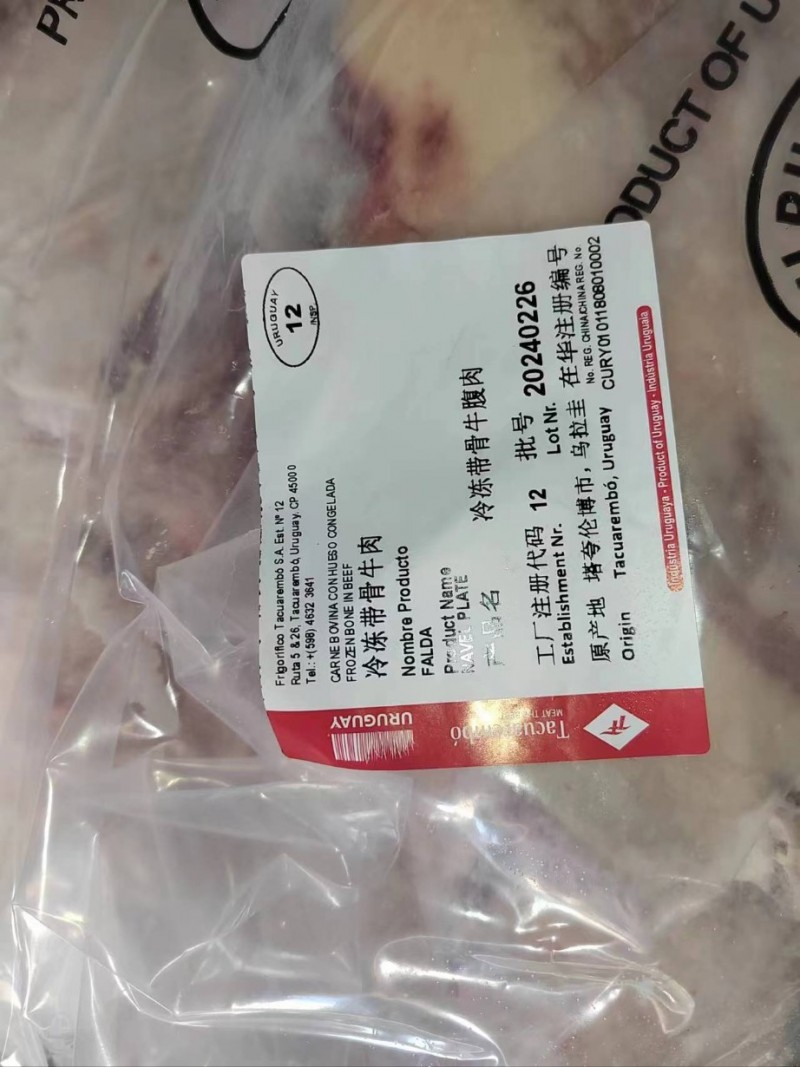 URUGUAY
12
INSP
Frigorífico Tacuarembó S.A. Est. Nº 12
Ruta 5 & 26, Tacuarembó, Uruguay. CP 45000
Tel.: +(598) 4632 3641
CARNE BOVINA CON HUESO CONGELADA
FROZEN BONE IN BEEF
冷冻带骨牛肉
Nombre Producto
FALDA
Product Name
NAVEL PLATE
产品名 冷冻带骨牛腹肉
工厂注册代码 12 批号 20240226
Establishment Nr. Lot Nr.
原产地 塔夸伦博市，乌拉圭 在华注册编号
No. REG. CHINA/CHINA REG. No.
Origin Tacuarembó, Uruguay CURY01011808010002
Indústria Uruguaya - Product of Uruguay - Indústria Uruguaia
URUGUAY
Tacuarembó
MEAT
PR
DUCT OF U